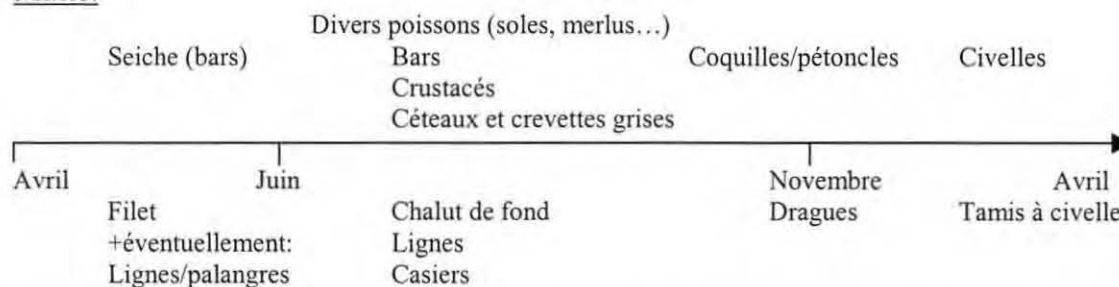 Divers poissons (soles, merlus…)
Seiche (bars) Bars Coquilles/pétoncles Civelles
Crustacés
Céteaux et crevettes grises
Avril Juin Novembre Avril
Filet Chalut de fond Dragues Tamis à civelle
+éventuellement: Lignes
Lignes/palangres Casiers